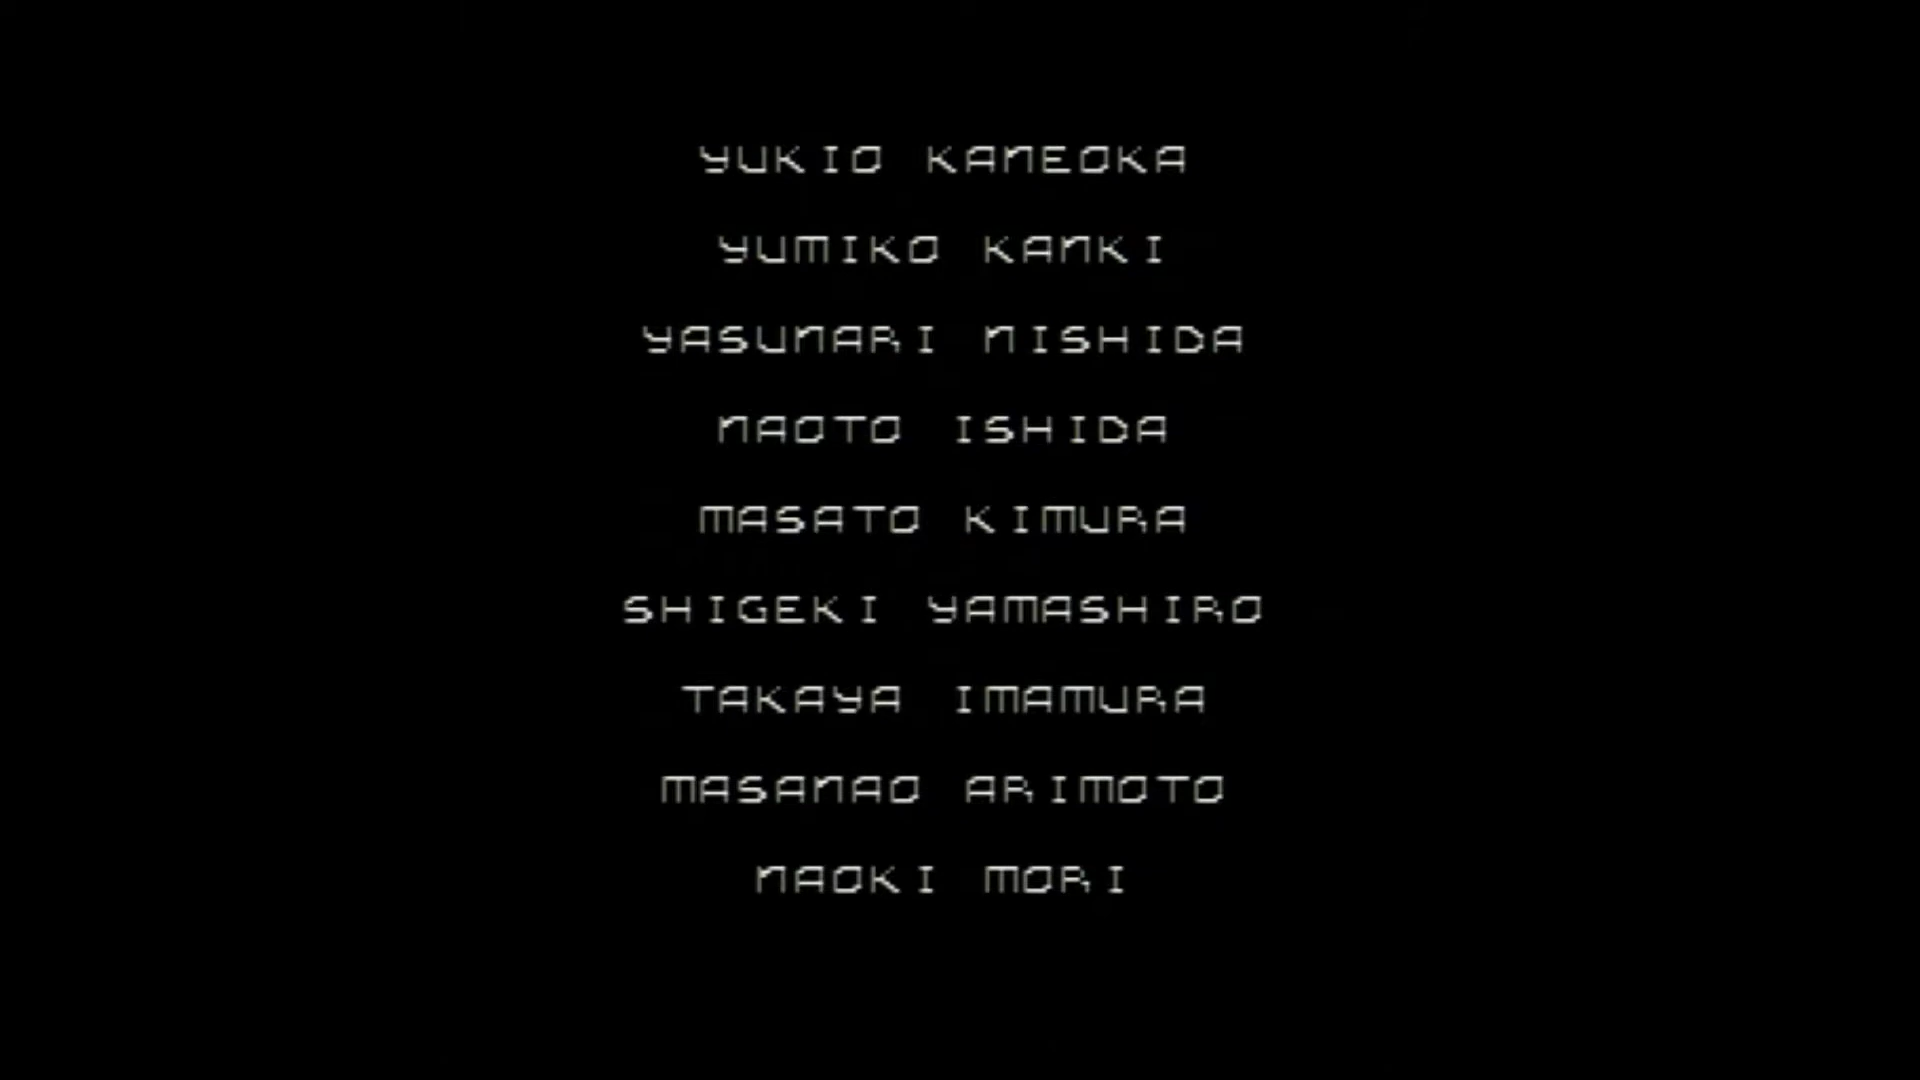 YUKIO KANEOKA
YUMIKO KANKI
YASUNARI NISHIDA
NAOTO ISHIDA
MASATO KIMURA
SHIGEKI YAMASHIRO
TAKAYA IMAMURA
MASANAO ARIMOTO
NAOKI MORI